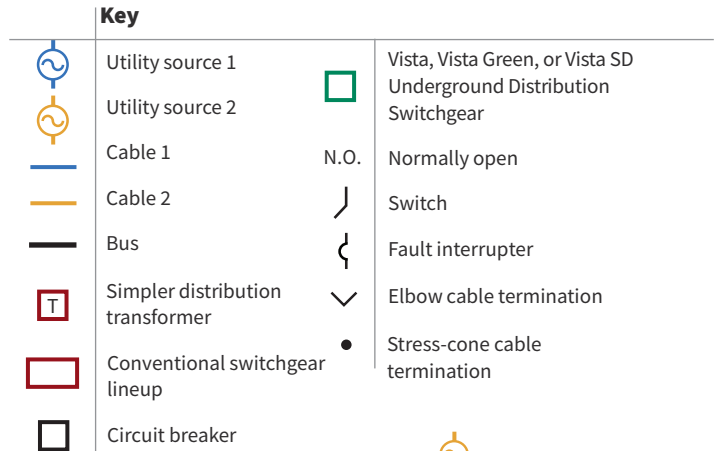 Key
Utility source 1
Utility source 2
Cable 1
Cable 2
Bus
T
Simpler distribution
transformer
Conventional switchgear
lineup
Circuit breaker
Vista, Vista Green, or Vista SD
Underground Distribution
Switchgear
N.O.
Normally open
Switch
Fault interrupter
Elbow cable termination
Stress-cone cable
termination